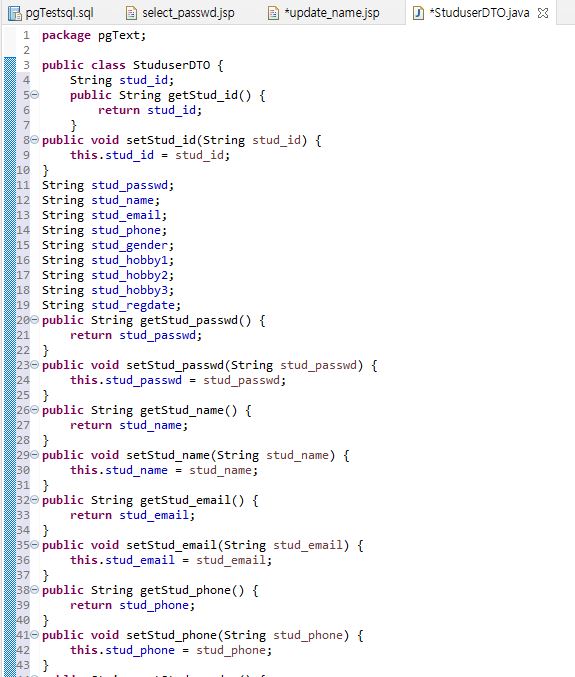 pgTestsql.sql select_passwd.jsp *update_name.jsp *StuduserDTO.java
1 package pgText;
2
3 public class StuduserDTO {
4 String stud_id;
5 public String getStud_id() {
6 return stud_id;
7 }
8 public void setStud_id(String stud_id) {
9 this.stud_id = stud_id;
10 }
11 String stud_passwd;
12 String stud_name;
13 String stud_email;
14 String stud_phone;
15 String stud_gender;
16 String stud_hobby1;
17 String stud_hobby2;
18 String stud_hobby3;
19 String stud_regdate;
20 public String getStud_passwd() {
21 return stud_passwd;
22 }
23 public void setStud_passwd(String stud_passwd) {
24 this.stud_passwd = stud_passwd;
25 }
26 public String getStud_name() {
27 return stud_name;
28 }
29 public void setStud_name(String stud_name) {
30 this.stud_name = stud_name;
31 }
32 public String getStud_email() {
33 return stud_email;
34 }
35 public void setStud_email(String stud_email) {
36 this.stud_email = stud_email;
37 }
38 public String getStud_phone() {
39 return stud_phone;
40 }
41 public void setStud_phone(String stud_phone) {
42 this.stud_phone = stud_phone;
43 }